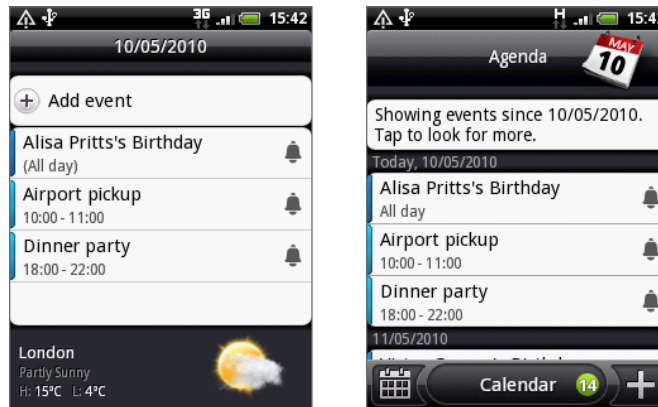 3G 15:42
10/05/2010
Add event
Alisa Pritts's Birthday
(All day)
Airport pickup
10:00 - 11:00
Dinner party
18:00 - 22:00
London
Partly Sunny
H: 15°C L: 4°C
H 15:4
Agenda
MAY
10
Showing events since 10/05/2010.
Tap to look for more.
Today, 10/05/2010
Alisa Pritts's Birthday
All day
Airport pickup
10:00 - 11:00
Dinner party
18:00 - 22:00
11/05/2010
Calendar 14